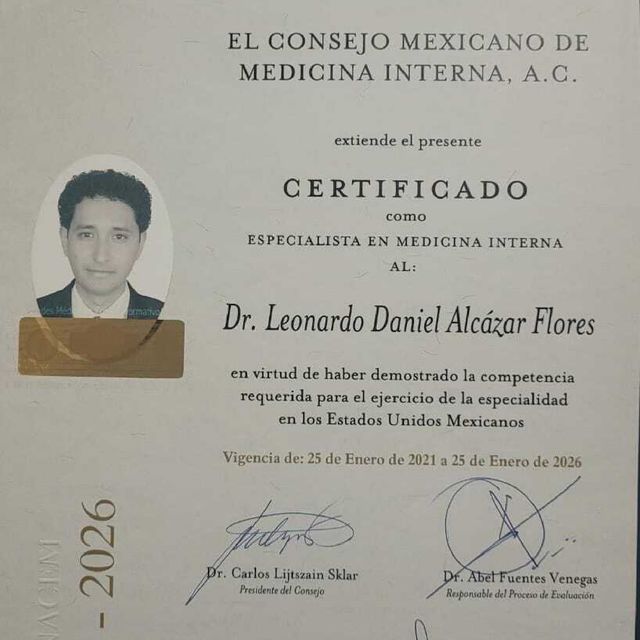 EL CONSEJO MEXICANO DE
MEDICINA INTERNA, A.C.
extiende el presente
CERTIFICADO
como
ESPECIALISTA EN MEDICINA INTERNA
AL:
Dr. Leonardo Daniel Alcázar Flores
en virtud de haber demostrado la competencia
requerida para el ejercicio de la especialidad
en los Estados Unidos Mexicanos
Vigencia de: 25 de Enero de 2021 a 25 de Enero de 2026
Dr. Carlos Lijtszain Sklar
Presidente del Consejo
Dr. Abel Fuentes Venegas
Responsable del Proceso de Evaluación
- 2026